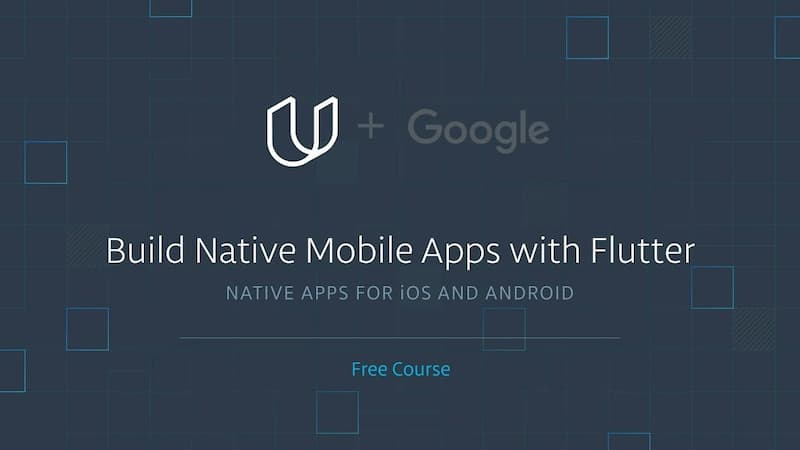 U + Google
Build Native Mobile Apps with Flutter
NATIVE APPS FOR iOS AND ANDROID
Free Course